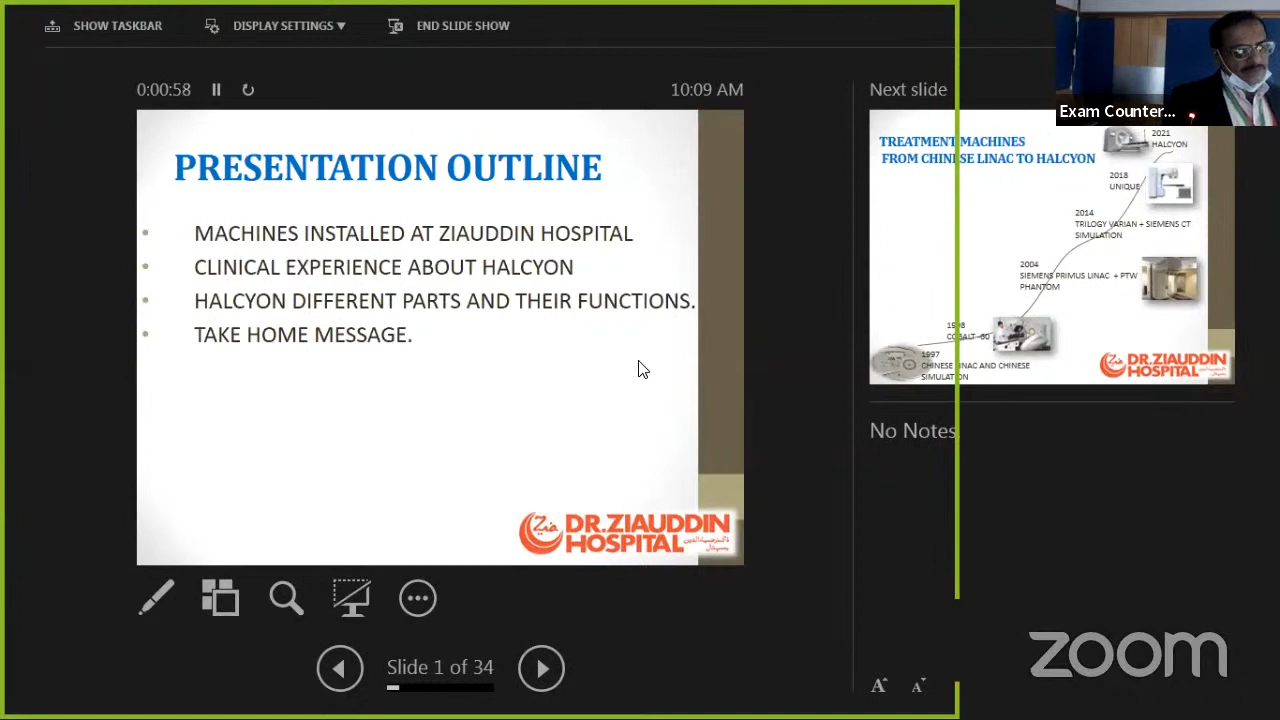 SHOW TASKBAR
DISPLAY SETTINGS ▾
END SLIDE SHOW
0:00:58
10:09 AM
Next slide
Exam Counter...
PRESENTATION OUTLINE
• MACHINES INSTALLED AT ZIAUDDIN HOSPITAL
• CLINICAL EXPERIENCE ABOUT HALCYON
• HALCYON DIFFERENT PARTS AND THEIR FUNCTIONS.
• TAKE HOME MESSAGE.
DR.ZIAUDDIN
HOSPITAL
TREATMENT MACHINES
FROM CHINESE LINAC TO HALCYON
2021
HALCYON
2018
UNIQUE
2014
TRILOGY VARIAN + SIEMENS CT
SIMULATION
2004
SIEMENS PRIMUS LINAC + PTW
PHANTOM
1998
COBALT -60
1997
CHINESE LINAC AND CHINESE
SIMULATION
DR.ZIAUDDIN
HOSPITAL
No Notes
Slide 1 of 34
A A
zoom